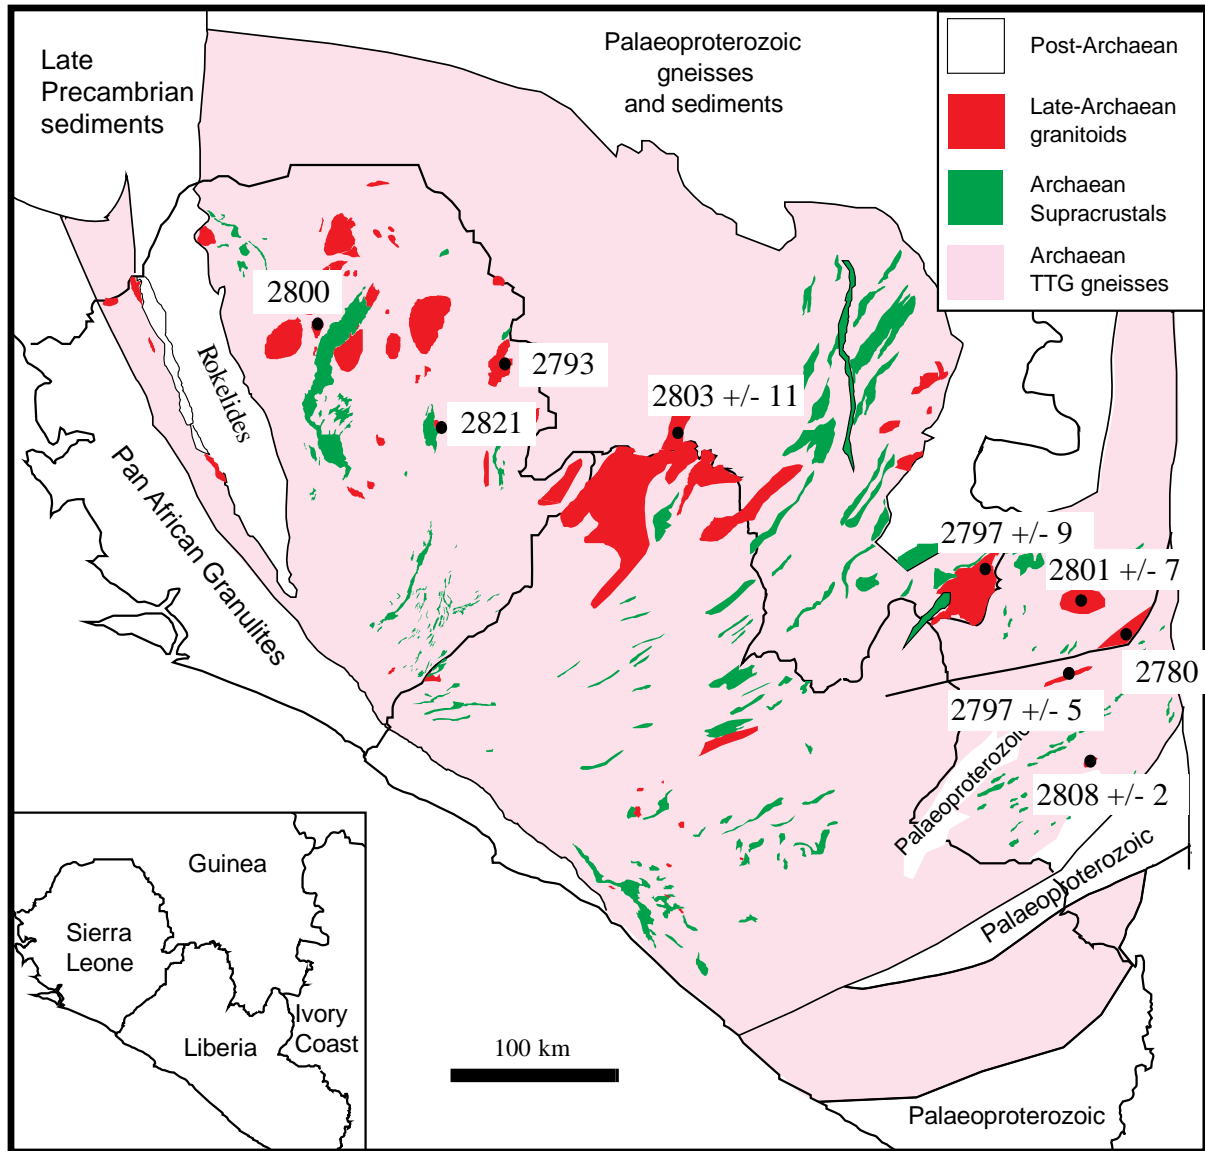 Late
Precambrian
sediments
Palaeoproterozoic
gneisses
and sediments
Post-Archaean
Late-Archaean
granitoids
Archaean
Supracrustals
Archaean
TTG gneisses
2800
2793
2821
2803 +/- 11
Rokelides
Pan African Granulites
2797 +/- 9
2801 +/- 7
2780
2797 +/- 5
2808 +/- 2
Palaeoproterozoic
Palaeoproterozoic
Palaeoproterozoic
Guinea
Sierra
Leone
Liberia
Ivory
Coast
100 km